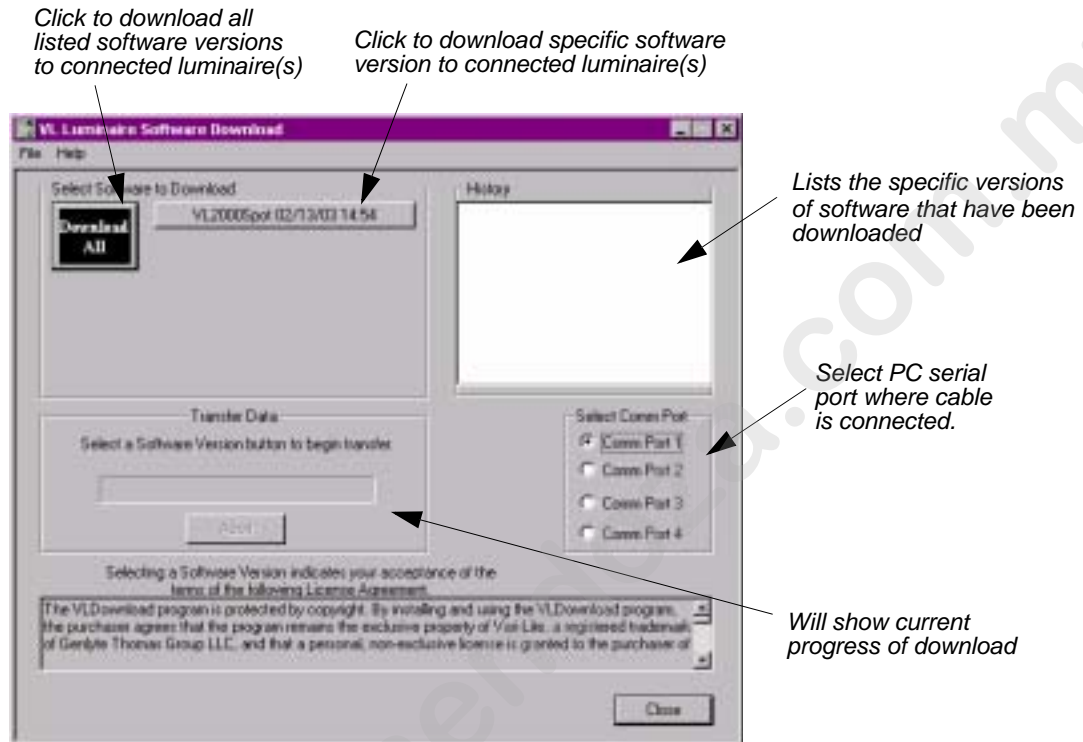 Click to download all
listed software versions
to connected luminaire(s)
Click to download specific software
version to connected luminaire(s)
VL Luminaire Software Download
File Help
Select Software to Download
Download
All
VL2000Spot 02/13/03 14:54
History
Lists the specific versions
of software that have been
downloaded
Select PC serial
port where cable
is connected.
Transfer Data
Select a Software Version button to begin transfer
Abort
Select Comm Port
Comm Port 1
Comm Port 2
Comm Port 3
Comm Port 4
Selecting a Software Version indicates your acceptance of the
terms of the following License Agreement.
The VLDownload program is protected by copyright. By installing and using the VLDownload program,
the purchaser agrees that the program remains the exclusive property of Vari-Lite, a registered trademark
of Genlyte Thomas Group LLC, and that a personal, non-exclusive license is granted to the purchaser of
Will show current
progress of download
Close